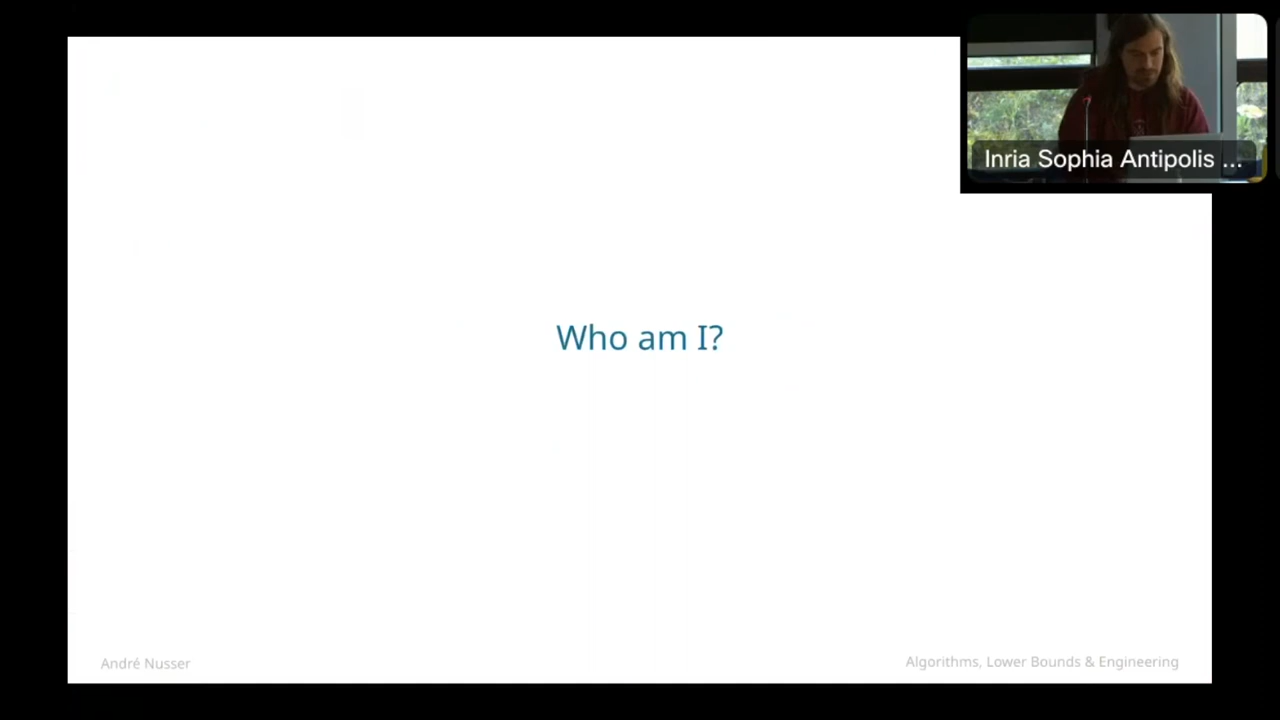 Inria Sophia Antipolis ...
Who am I?
André Nusser
Algorithms, Lower Bounds & Engineering